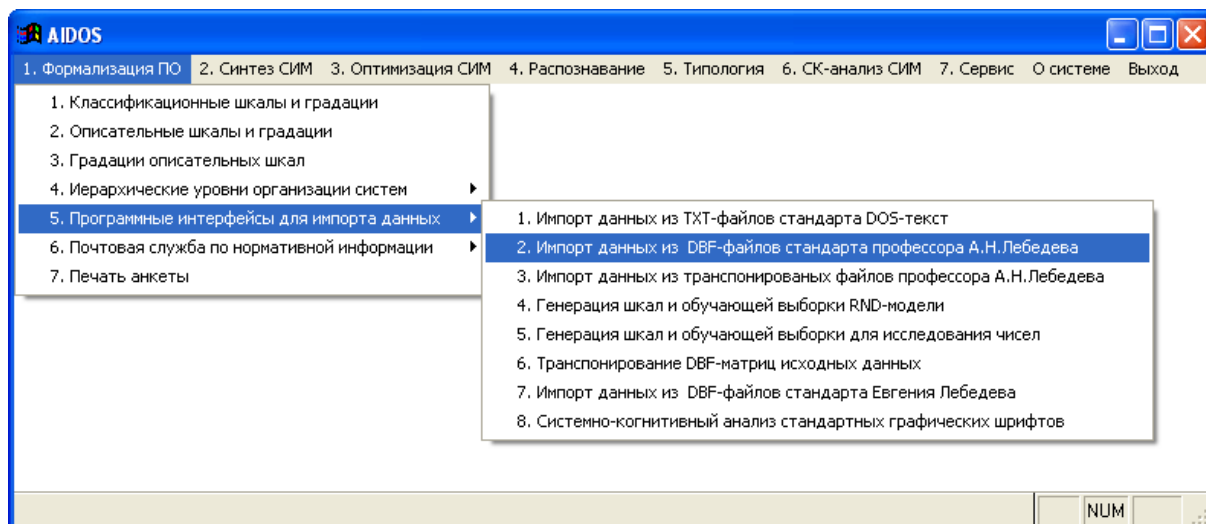 AIDOS
1. Формализация ПО 2. Синтез СИМ 3. Оптимизация СИМ 4. Распознавание 5. Типология 6. СК-анализ СИМ 7. Сервис О системе Выход
1. Классификационные шкалы и градации
2. Описательные шкалы и градации
3. Градации описательных шкал
4. Иерархические уровни организации систем
5. Программные интерфейсы для импорта данных
6. Почтовая служба по нормативной информации
7. Печать анкеты
1. Импорт данных из TXT-файлов стандарта DOS-текст
2. Импорт данных из DBF-файлов стандарта профессора А.Н.Лебедева
3. Импорт данных из транспонированых файлов профессора А.Н.Лебедева
4. Генерация шкал и обучающей выборки RND-модели
5. Генерация шкал и обучающей выборки для исследования чисел
6. Транспонирование DBF-матриц исходных данных
7. Импорт данных из DBF-файлов стандарта Евгения Лебедева
8. Системно-когнитивный анализ стандартных графических шрифтов
NUM